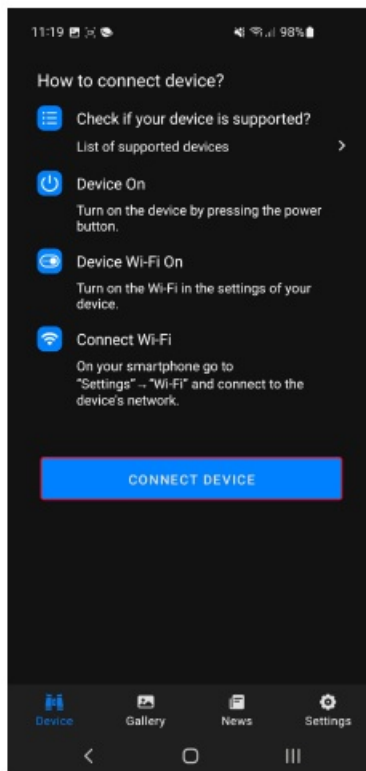 11:19 98%
How to connect device?
Check if your device is supported?
List of supported devices
Device On
Turn on the device by pressing the power
button.
Device Wi-Fi On
Turn on the Wi-Fi in the settings of your
device.
Connect Wi-Fi
On your smartphone go to
"Settings"→"Wi-Fi" and connect to the
device's network.
CONNECT DEVICE
Device Gallery News Settings